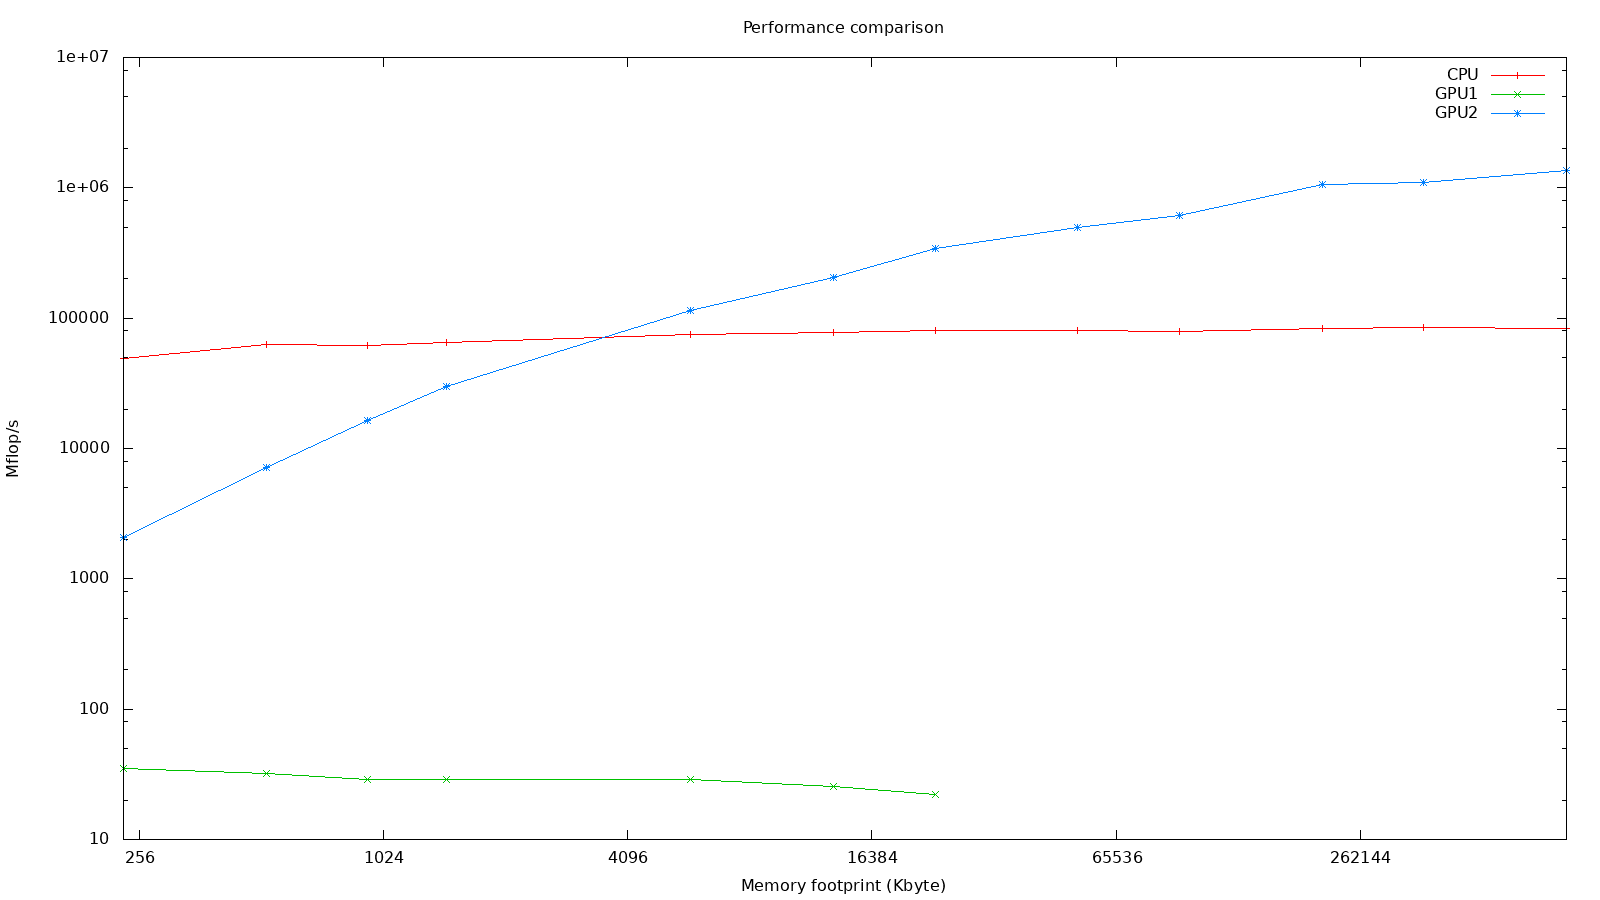 Performance comparison
1e+07
1e+06
100000
10000
1000
100
10
Mflop/s
CPU
GPU1
GPU2
256 1024 4096 16384 65536 262144
Memory footprint (Kbyte)